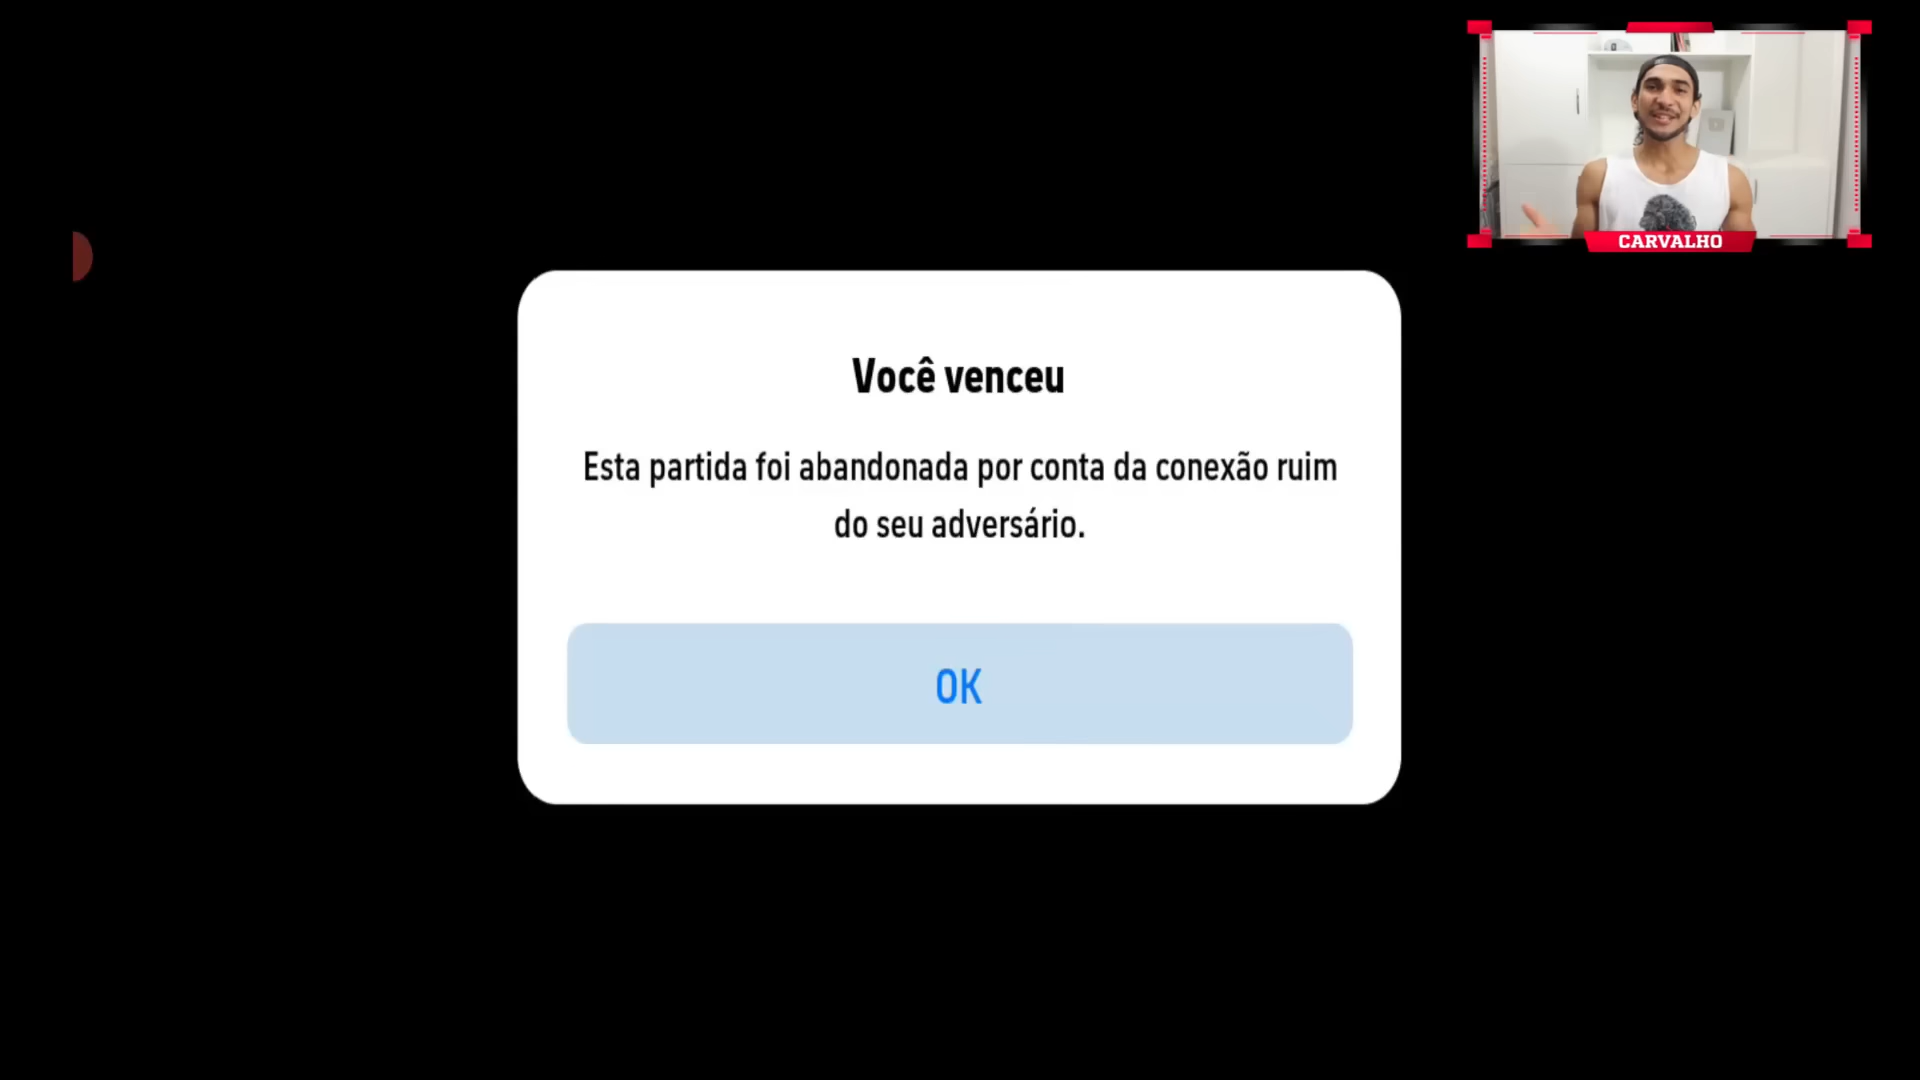 CARVALHO
Você venceu
Esta partida foi abandonada por conta da conexão ruim
do seu adversário.
OK